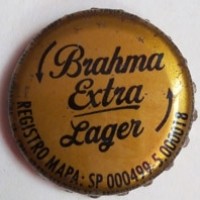 Brahma
Extra
Lager
REGISTRO MAPA: SP 000499-5.000018